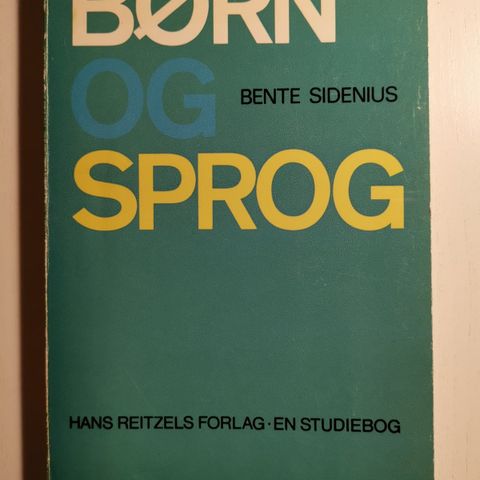 BØRN
OG
BENTE SIDENIUS
SPROG
HANS REITZELS FORLAG · EN STUDIEBOG